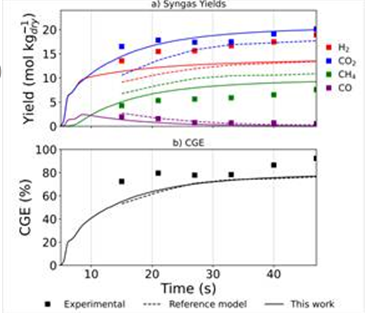 a) Syngas Yields
Yield (mol kg⁻¹dry)
20
15
10
5
0
H2
CO2
CH4
CO
b) CGE
CGE (%)
100
80
60
40
20
0
10 20 30 40
Time (s)
Experimental Reference model This work